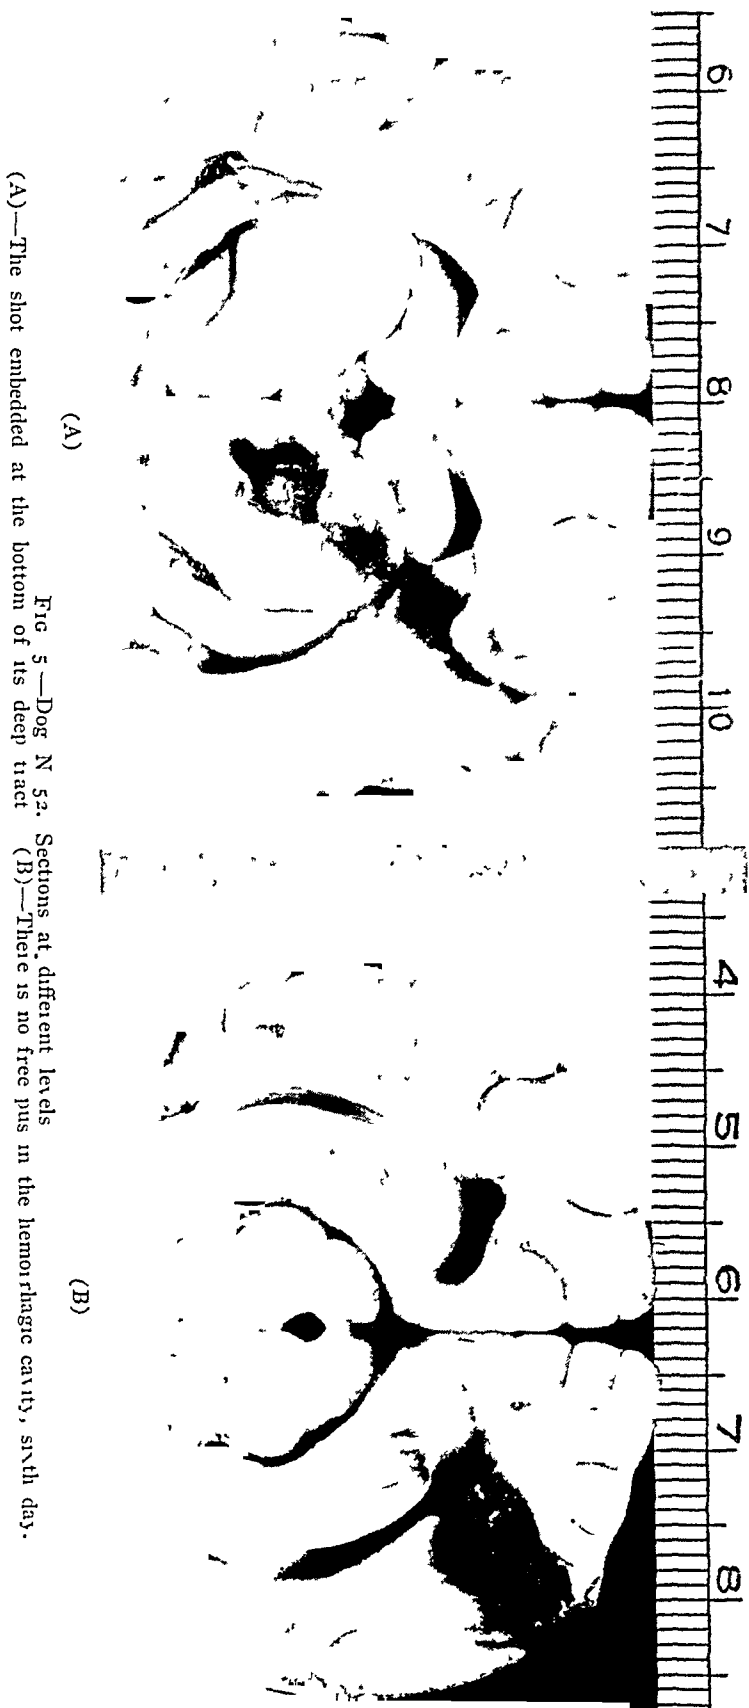 6 7 8 9 10
4 5 6 7 8
(A) (B)
FIG 5—Dog N 52. Sections at different levels
(A)—The shot embedded at the bottom of its deep tract (B)—There is no free pus in the hemorrhagic cavity, sixth day.